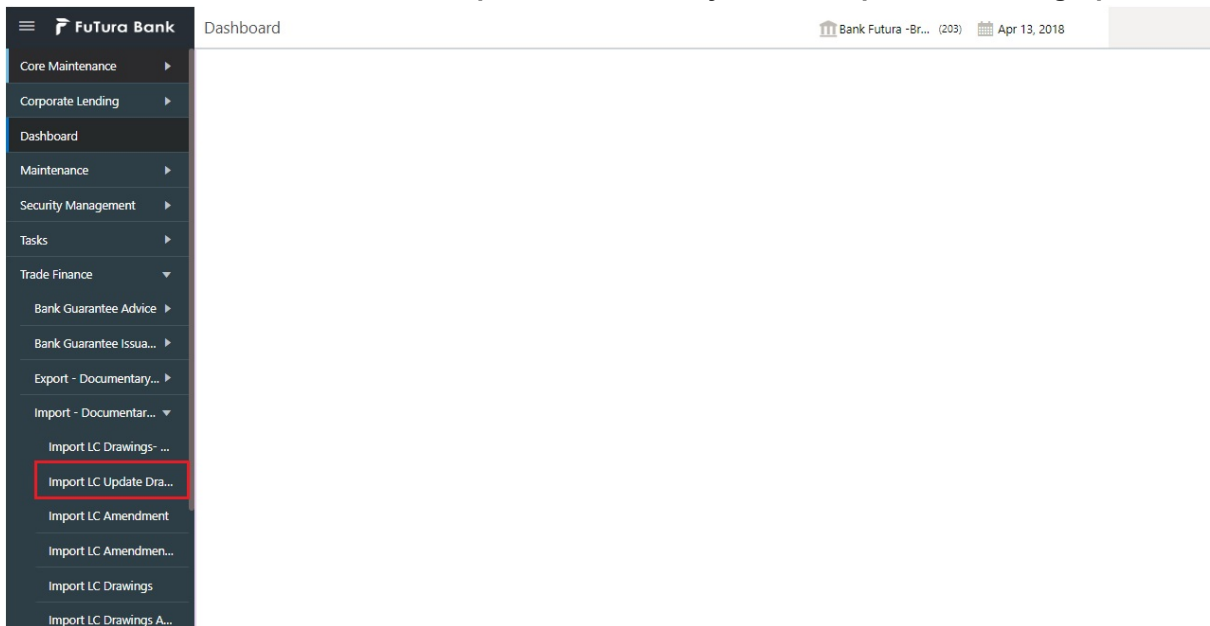 FuTura Bank
Dashboard
Bank Futura -Br... (203)
Apr 13, 2018
Core Maintenance
Corporate Lending
Dashboard
Maintenance
Security Management
Tasks
Trade Finance
Bank Guarantee Advice
Bank Guarantee Issua...
Export - Documentary...
Import - Documentar...
Import LC Drawings- ...
Import LC Update Dra...
Import LC Amendment
Import LC Amendmen...
Import LC Drawings
Import LC Drawings A...